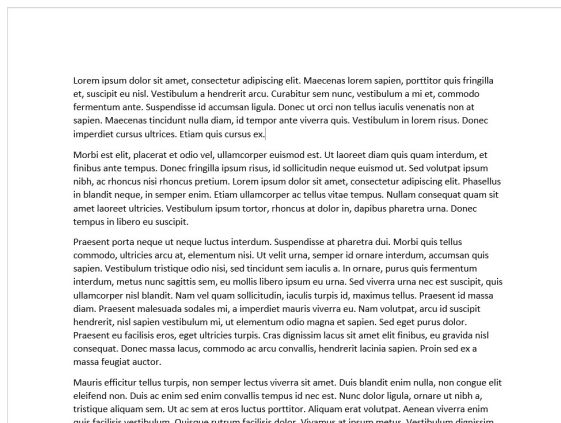 Lorem ipsum dolor sit amet, consectetur adipiscing elit. Maecenas lorem sapien, porttitor quis fringilla
et, suscipit eu nisl. Vestibulum a hendrerit arcu. Curabitur sem nunc, vestibulum a mi et, commodo
fermentum ante. Suspendisse id accumsan ligula. Donec ut orci non tellus iaculis venenatis non at
sapien. Maecenas tincidunt nulla diam, id tempor ante viverra quis. Vestibulum in lorem risus. Donec
imperdiet cursus ultrices. Etiam quis cursus ex.
Morbi est elit, placerat et odio vel, ullamcorper euismod est. Ut laoreet diam quis quam interdum, et
finibus ante tempus. Donec fringilla ipsum risus, id sollicitudin neque euismod ut. Sed volutpat ipsum
nibh, ac rhoncus nisi rhoncus pretium. Lorem ipsum dolor sit amet, consectetur adipiscing elit. Phasellus
in blandit neque, in semper enim. Etiam ullamcorper ac tellus vitae tempus. Nullam consequat quam sit
amet laoreet ultricies. Vestibulum ipsum tortor, rhoncus at dolor in, dapibus pharetra urna. Donec
tempus in libero eu suscipit.
Praesent porta neque ut neque luctus interdum. Suspendisse at pharetra dui. Morbi quis tellus
commodo, ultricies arcu at, elementum nisi. Ut velit urna, semper id ornare interdum, accumsan quis
sapien. Vestibulum tristique odio nisi, sed tincidunt sem iaculis a. In ornare, purus quis fermentum
interdum, metus nunc sagittis sem, eu mollis libero ipsum eu urna. Sed viverra urna nec est suscipit, quis
ullamcorper nisl blandit. Nam vel quam sollicitudin, iaculis turpis id, maximus tellus. Praesent id massa
diam. Praesent malesuada sodales mi, a imperdiet mauris viverra eu. Nam volutpat, arcu id suscipit
hendrerit, nisl sapien vestibulum mi, ut elementum odio magna et sapien. Sed eget purus dolor.
Praesent eu facilisis eros, eget ultricies turpis. Cras dignissim lacus sit amet elit finibus, eu gravida nisl
consequat. Donec massa lacus, commodo ac arcu convallis, hendrerit lacinia sapien. Proin sed ex a
massa feugiat auctor.
Mauris efficitur tellus turpis, non semper lectus viverra sit amet. Duis blandit enim nulla, non congue elit
eleifend non. Duis ac enim sed enim convallis tempus id nec est. Nunc dolor ligula, ornare ut nibh a,
tristique aliquam sem. Ut ac sem at eros luctus porttitor. Aliquam erat volutpat. Aenean viverra enim
quis facilisis vestibulum. Quisque rutrum facilisis dolor. Vivamus at ipsum metus. Vestibulum dignissim